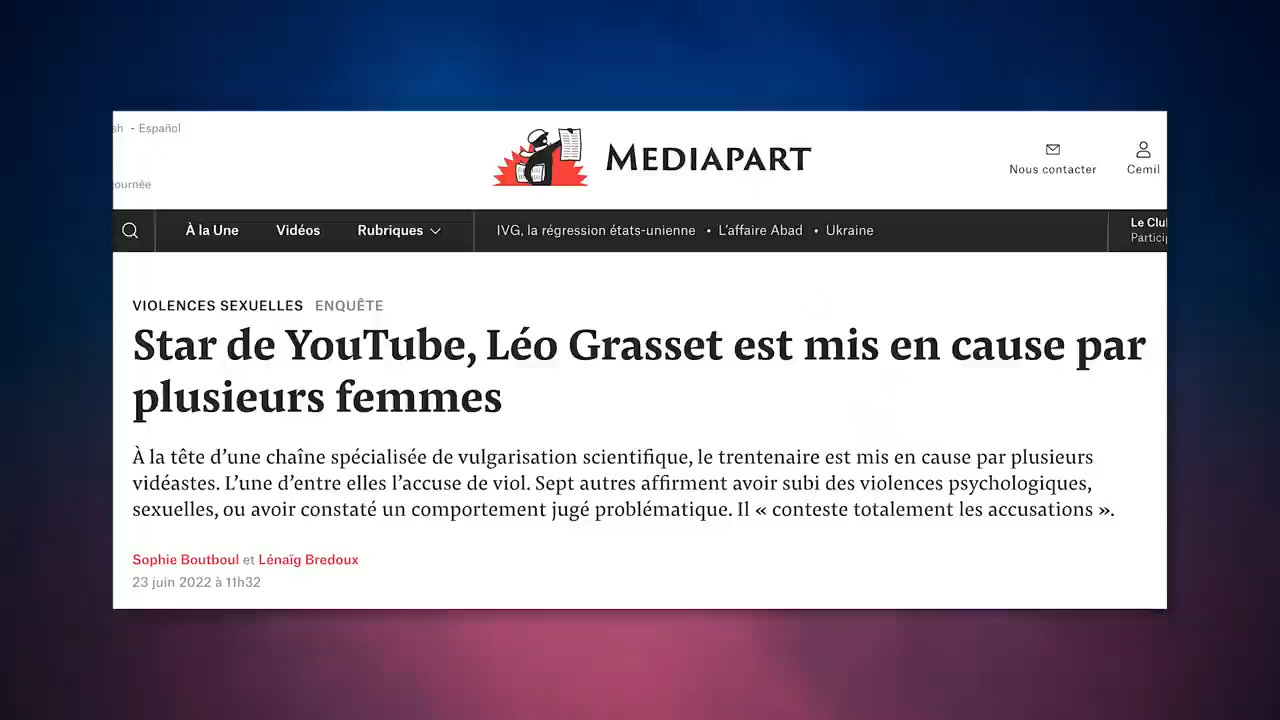 sh - Español
journée
MEDIAPART
Nous contacter
Cemil
À la Une
Vidéos
Rubriques
IVG, la régression états-unienne • L'affaire Abad • Ukraine
Le Clu
Partici
VIOLENCES SEXUELLES ENQUÊTE
Star de YouTube, Léo Grasset est mis en cause par
plusieurs femmes
À la tête d'une chaîne spécialisée de vulgarisation scientifique, le trentenaire est mis en cause par plusieurs
vidéastes. L'une d'entre elles l'accuse de viol. Sept autres affirment avoir subi des violences psychologiques,
sexuelles, ou avoir constaté un comportement jugé problématique. Il « conteste totalement les accusations ».
Sophie Boutboul et Lénaïg Bredoux
23 juin 2022 à 11h32